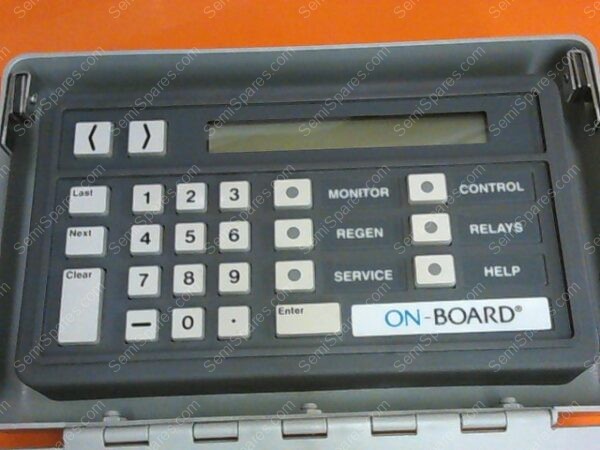 < >
Last 1 2 3 MONITOR CONTROL
Next 4 5 6 REGEN RELAYS
Clear 7 8 9 SERVICE HELP
– 0 . Enter ON-BOARD®
SemiSpares.com